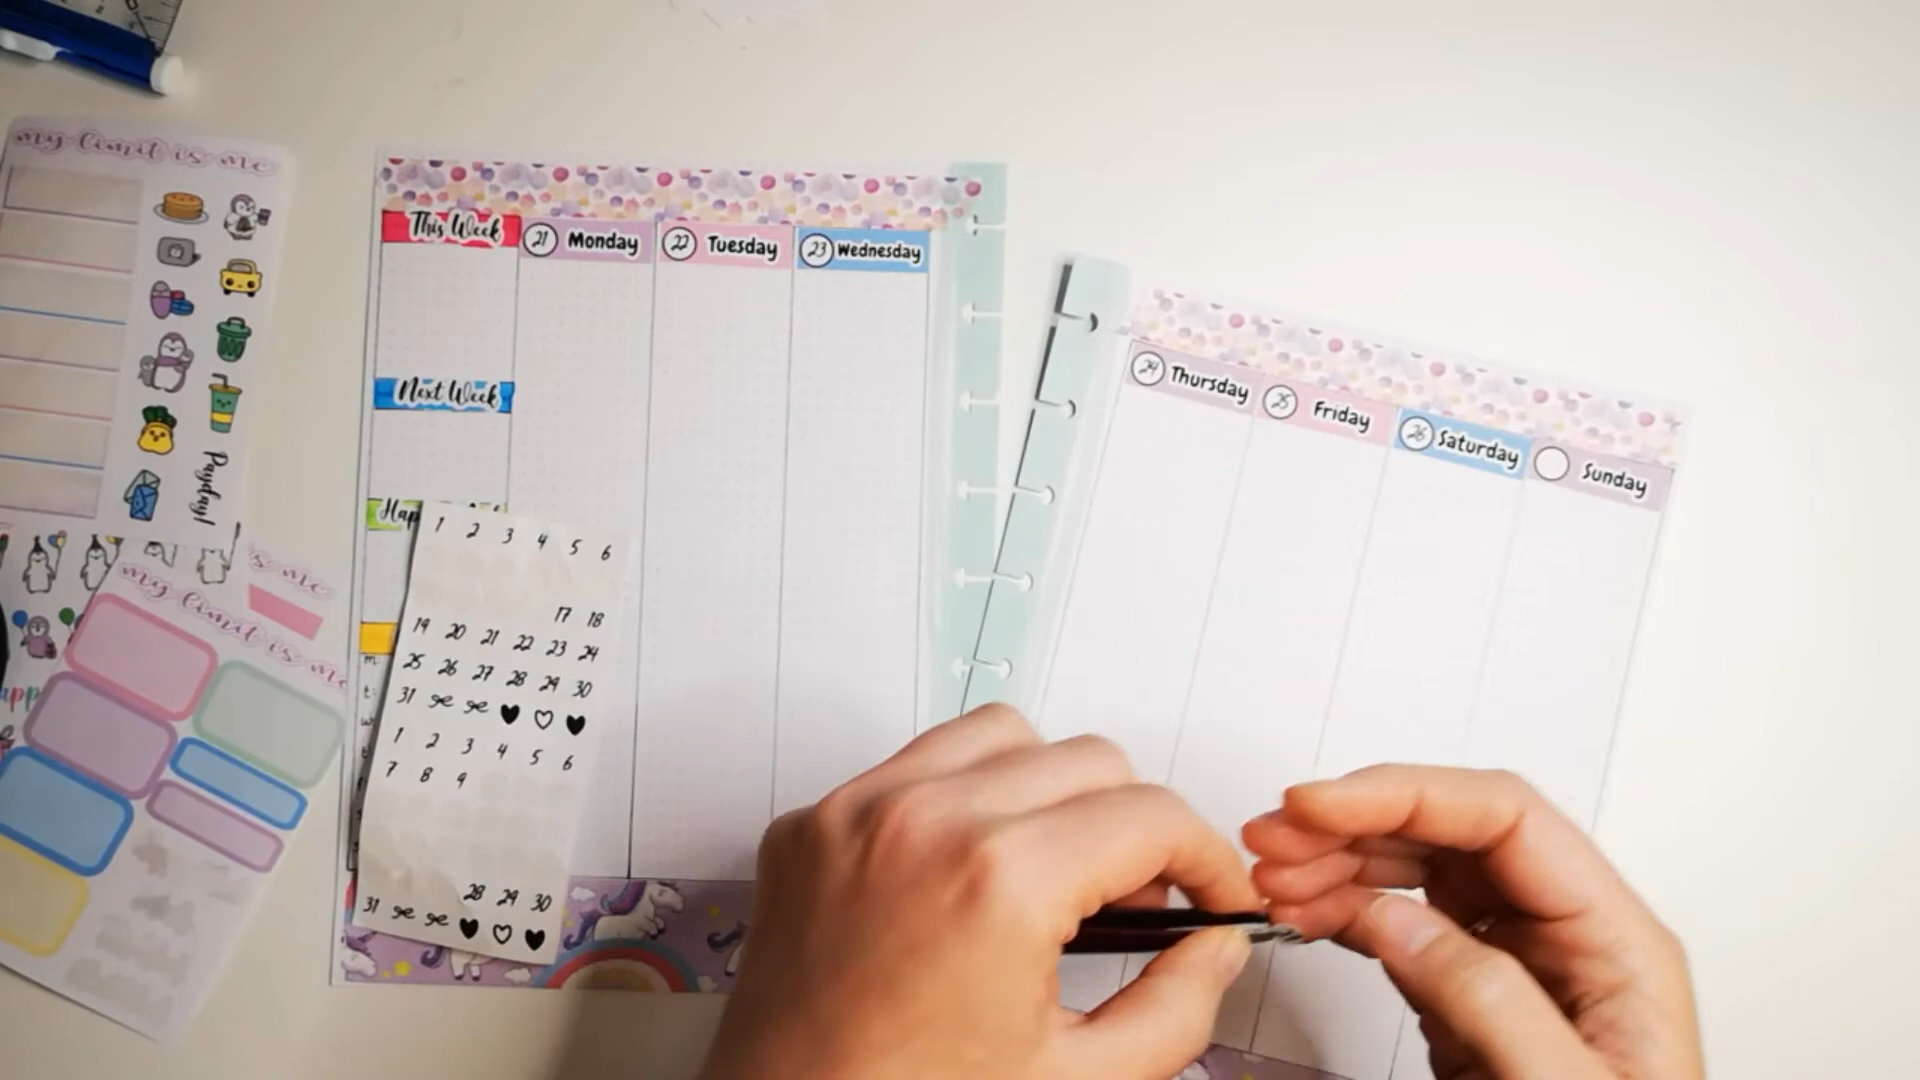 my limit is me
Payday!
s me
my limit is me
app
This Week
21 Monday
22 Tuesday
23 Wednesday
Next Week
Hap
1 2 3 4 5 6
17 18
19 20 21 22 23 24
25 26 27 28 29 30
31
1 2 3 4 5 6
7 8 9
28 29 30
31
m
t
w
t
24 Thursday
25 Friday
26 Saturday
Sunday